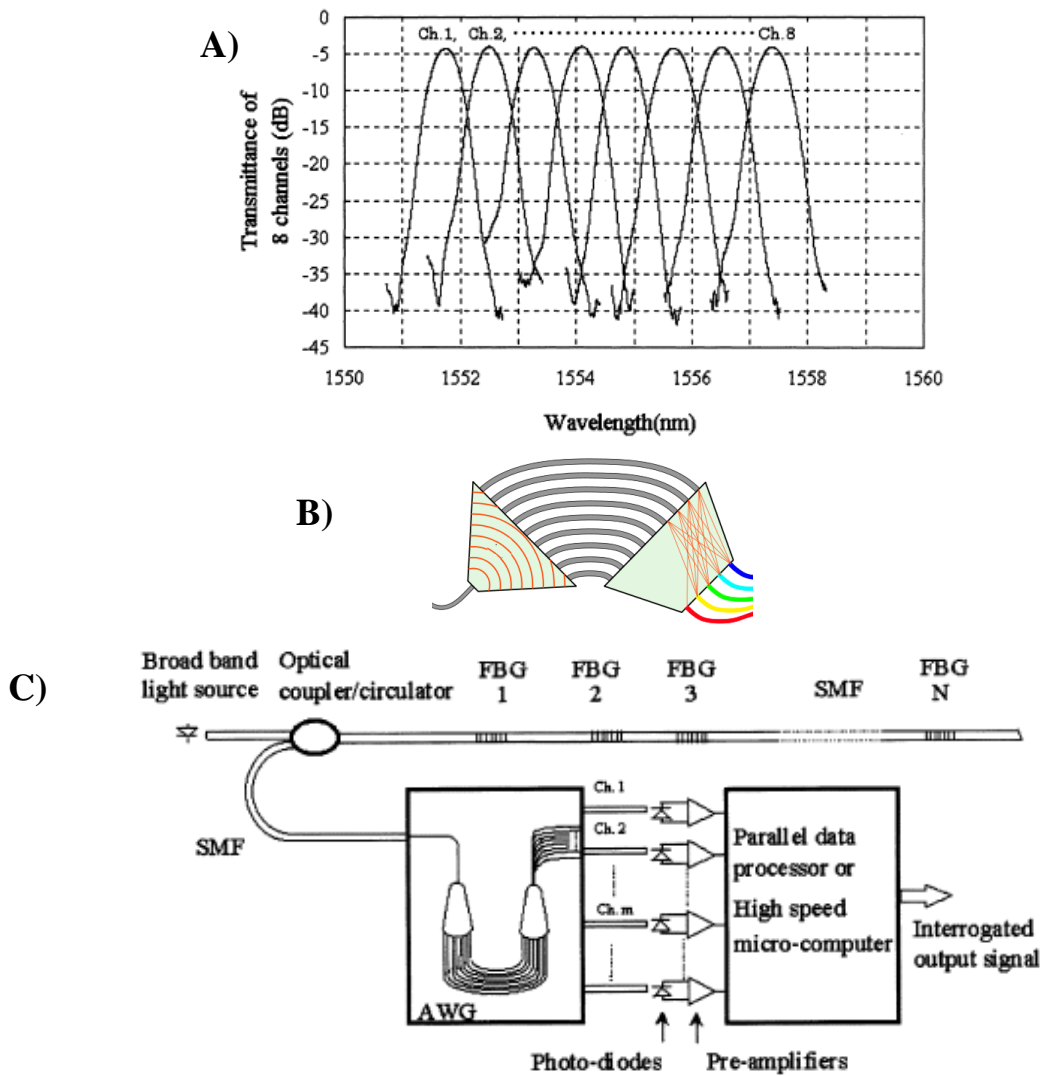 A)
Transmittance of
8 channels (dB)
0
-5
-10
-15
-20
-25
-30
-35
-40
-45
Ch.1, Ch.2, Ch.8
1550 1552 1554 1556 1558 1560
Wavelength(nm)
B)
C)
Broad band
light source
Optical
coupler/circulator
FBG
1
FBG
2
FBG
3
SMF
FBG
N
SMF
AWG
Ch. 1
Ch. 2
Ch. m
Parallel data
processor or
High speed
micro-computer
Interrogated
output signal
Photo-diodes
Pre-amplifiers